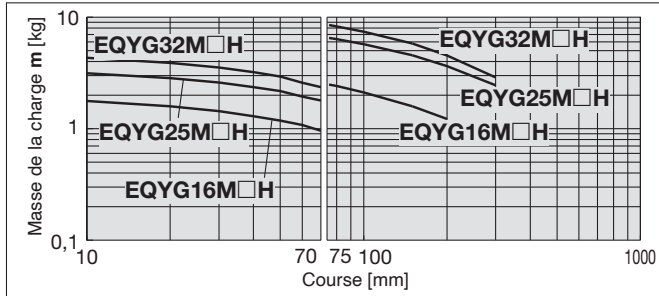 Masse de la charge m [kg]
10
1
0,1
EQYG32M□H
EQYG25M□H
EQYG16M□H
EQYG32M□H
EQYG25M□H
EQYG16M□H
10 70 75 100 1000
Course [mm]